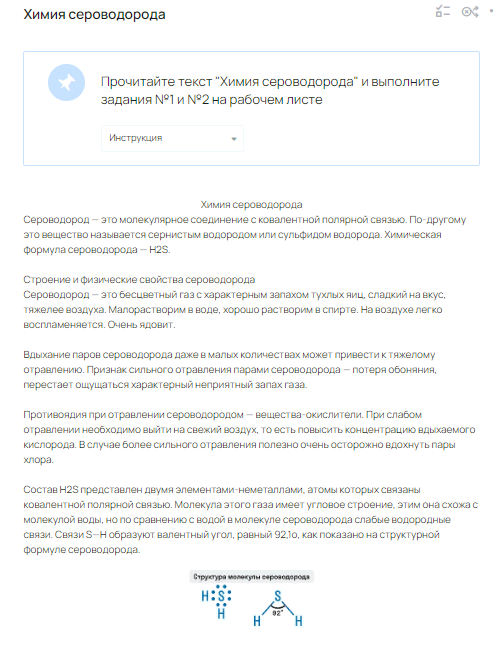 Химия сероводорода
Прочитайте текст "Химия сероводорода" и выполните
задания №1 и №2 на рабочем листе
Инструкция
Химия сероводорода
Сероводород — это молекулярное соединение с ковалентной полярной связью. По-другому
это вещество называется сернистым водородом или сульфидом водорода. Химическая
формула сероводорода — H2S.
Строение и физические свойства сероводорода
Сероводород — это бесцветный газ с характерным запахом тухлых яиц, сладкий на вкус,
тяжелее воздуха. Малорастворим в воде, хорошо растворим в спирте. На воздухе легко
воспламеняется. Очень ядовит.
Вдыхание паров сероводорода даже в малых количествах может привести к тяжелому
отравлению. Признак сильного отравления парами сероводорода — потеря обоняния,
перестает ощущаться характерный неприятный запах газа.
Противоядия при отравлении сероводородом — вещества-окислители. При слабом
отравлении необходимо выйти на свежий воздух, то есть повысить концентрацию вдыхаемого
кислорода. В случае более сильного отравления полезно очень осторожно вдохнуть пары
хлора.
Состав H2S представлен двумя элементами-неметаллами, атомы которых связаны
ковалентной полярной связью. Молекула этого газа имеет угловое строение, этим она схожа с
молекулой воды, но по сравнению с водой в молекуле сероводорода слабые водородные
связи. Связи S—H образуют валентный угол, равный 92,1о, как показано на структурной
формуле сероводорода.
Структура молекулы сероводорода
H S S
H 92° H H